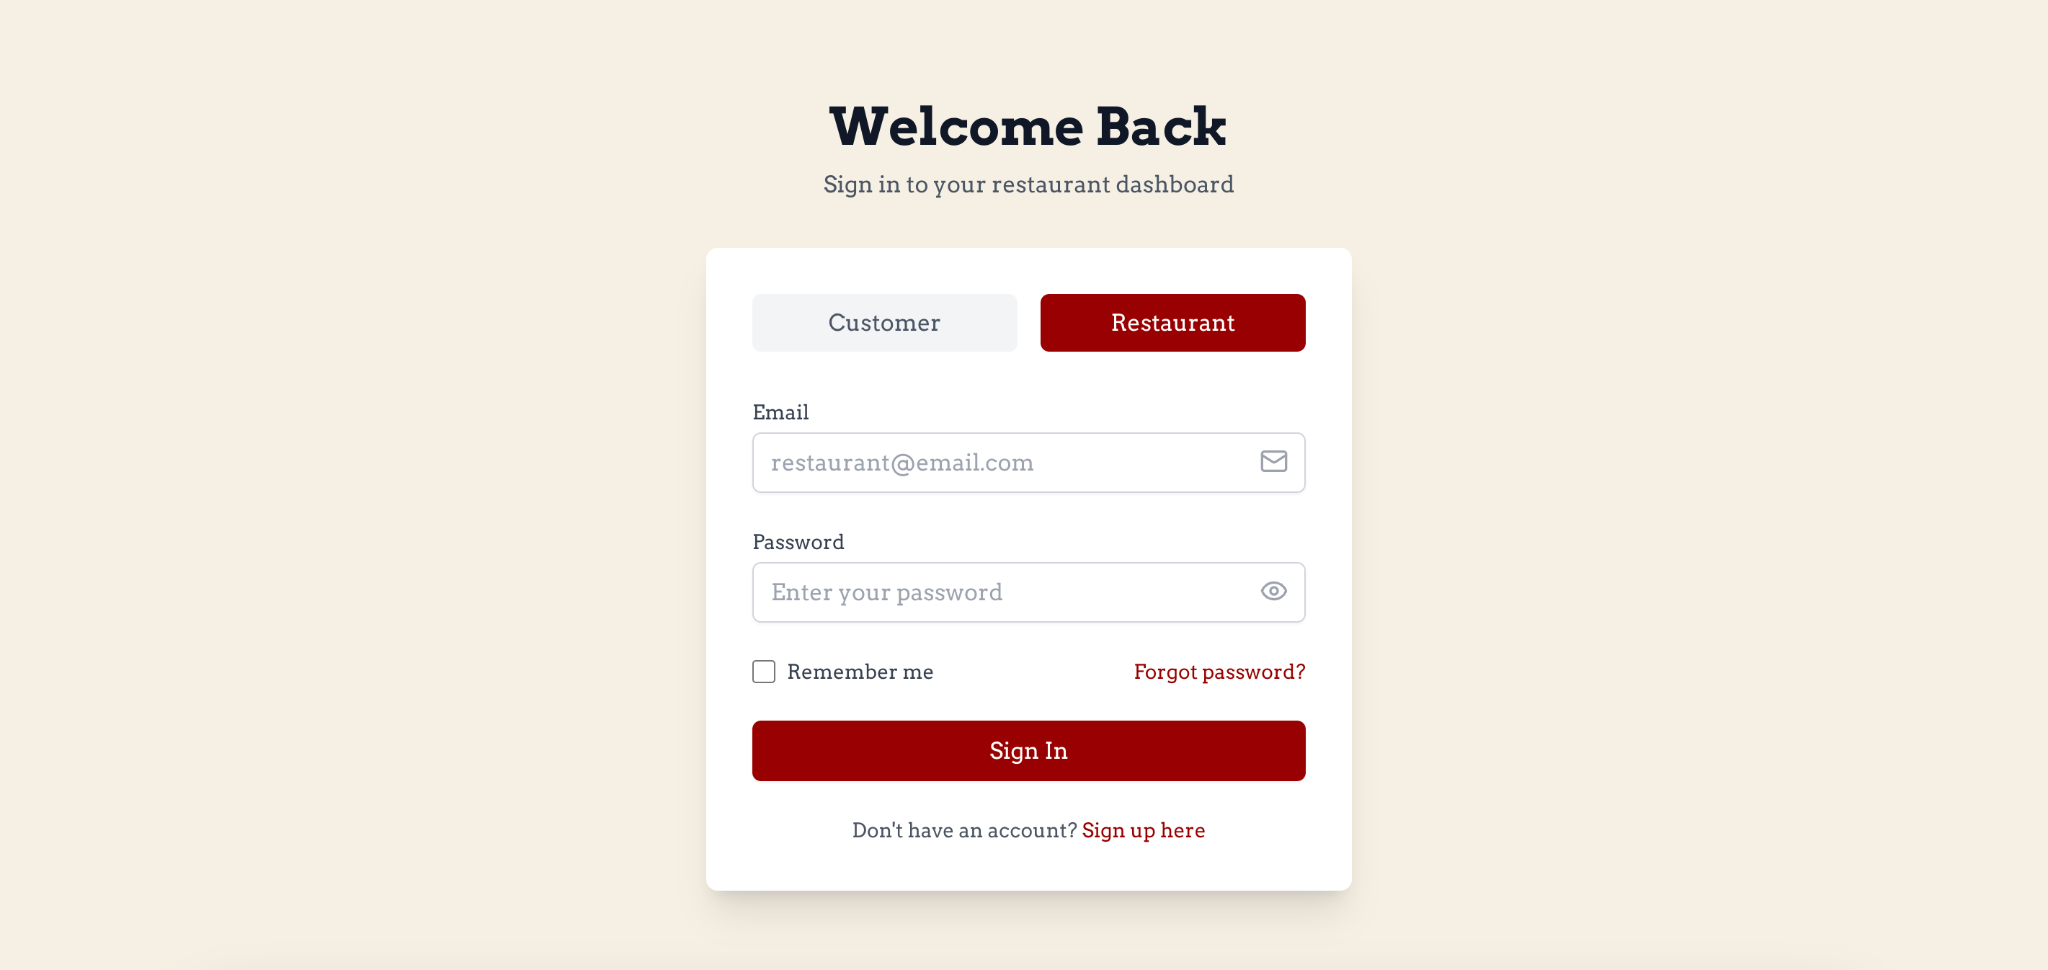 Welcome Back
Sign in to your restaurant dashboard
Customer
Restaurant
Email
restaurant@email.com
Password
Enter your password
Remember me
Forgot password?
Sign In
Don't have an account? Sign up here